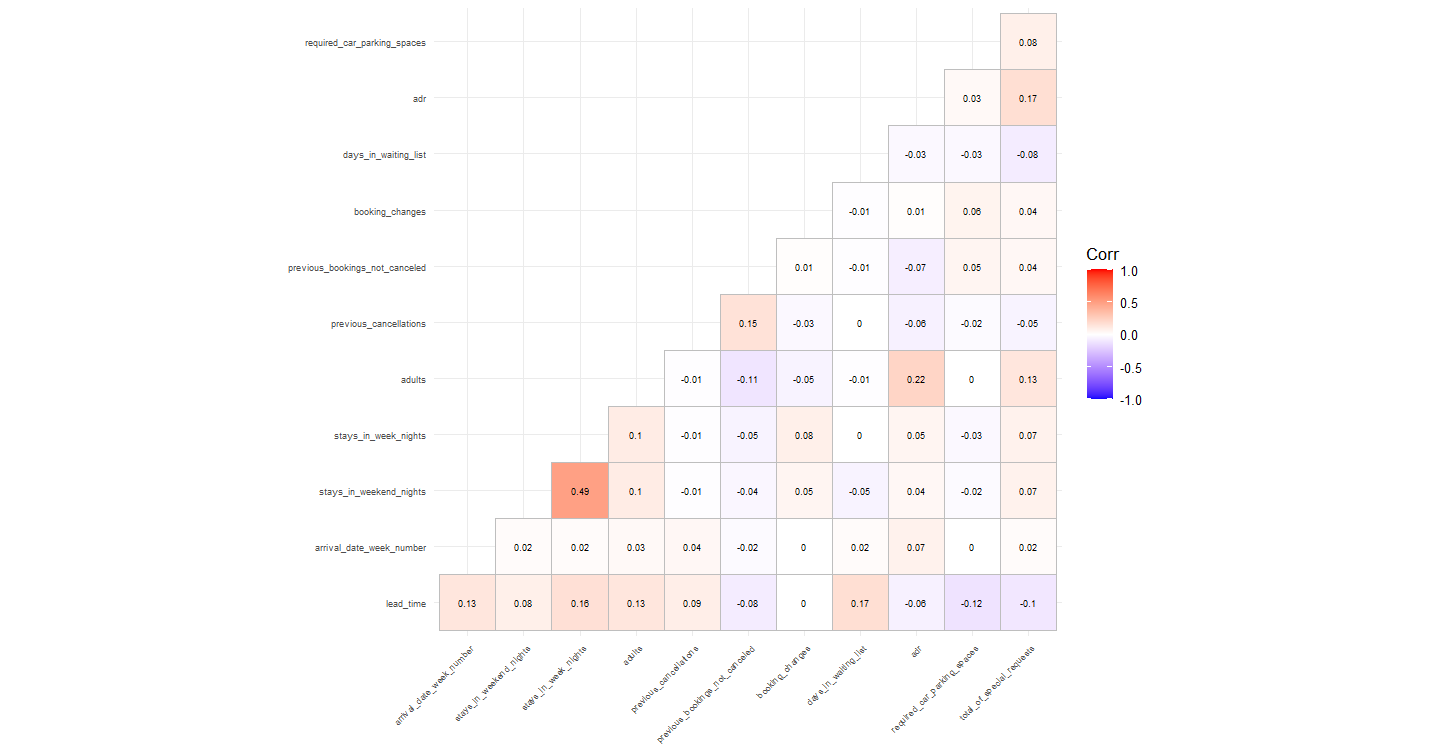 required_car_parking_spaces 0.08
adr 0.03 0.17
days_in_waiting_list -0.03 -0.03 -0.08
booking_changes -0.01 0.01 0.06 0.04
previous_bookings_not_canceled 0.01 -0.01 -0.07 0.05 0.04
previous_cancellations 0.15 -0.03 0 -0.06 -0.02 -0.05
adults -0.01 -0.11 -0.05 -0.01 0.22 0 0.13
stays_in_week_nights 0.1 -0.01 -0.05 0.08 0 0.05 -0.03 0.07
stays_in_weekend_nights 0.49 0.1 -0.01 -0.04 0.05 -0.05 0.04 -0.02 0.07
arrival_date_week_number 0.02 0.02 0.03 0.04 -0.02 0 0.02 0.07 0 0.02
lead_time 0.13 0.08 0.16 0.13 0.09 -0.08 0 0.17 -0.06 -0.12 -0.1
arrival_date_week_number
stays_in_weekend_nights
stays_in_week_nights
adults
previous_cancellations
previous_bookings_not_canceled
booking_changes
days_in_waiting_list
adr
required_car_parking_spaces
total_of_special_requests
Corr
1.0
0.5
0.0
-0.5
-1.0